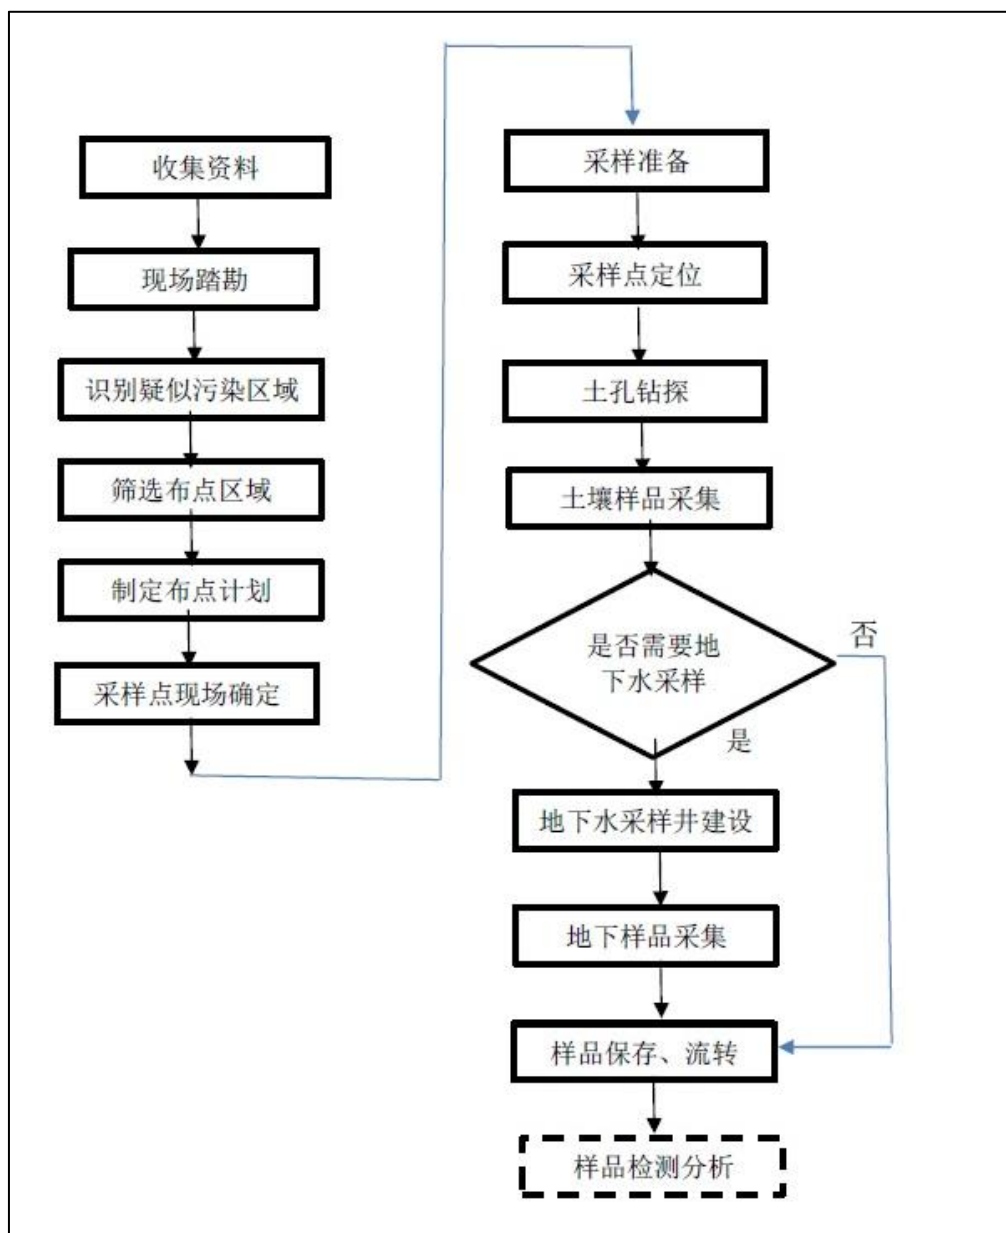 收集资料
现场踏勘
识别疑似污染区域
筛选布点区域
制定布点计划
采样点现场确定
采样准备
采样点定位
土孔钻探
土壤样品采集
是否需要地
下水采样
否
是
地下水采样井建设
地下样品采集
样品保存、流转
样品检测分析